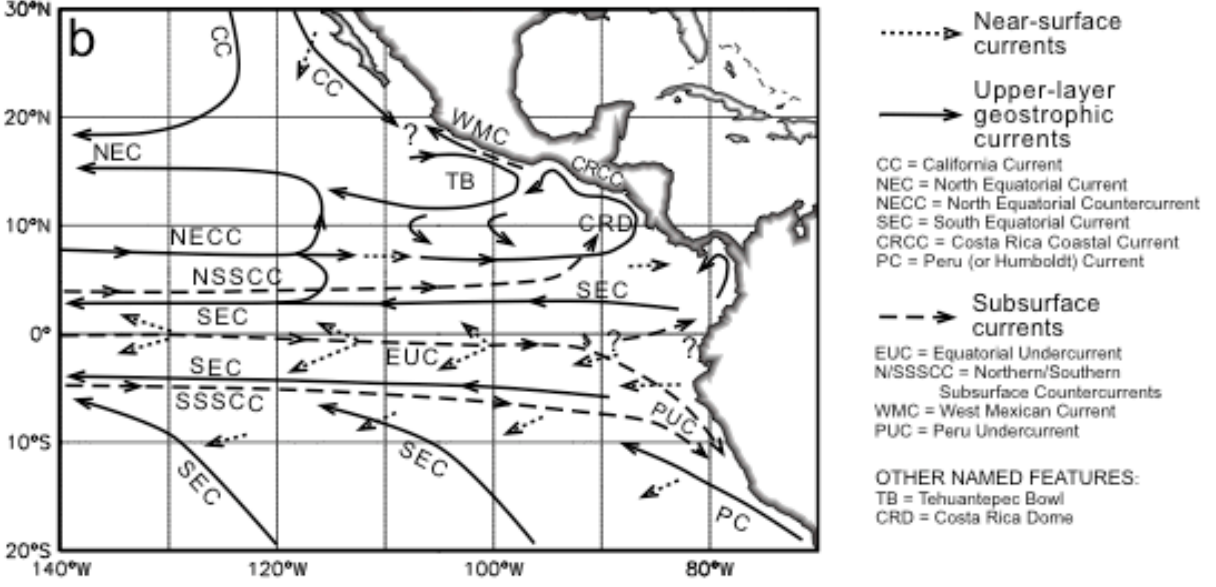 30°N
b
CC
CC
20°N
?
WMC
NEC
TB
CRCC
10°N
CRD
NECC
NSSCC
SEC
SEC
0°
?
?
EUC
SEC
SSSCC
PUC
10°S
SEC
SEC
PC
20°S
140°W
120°W
100°W
80°W
Near-surface
currents
Upper-layer
geostrophic
currents
CC = California Current
NEC = North Equatorial Current
NECC = North Equatorial Countercurrent
SEC = South Equatorial Current
CRCC = Costa Rica Coastal Current
PC = Peru (or Humboldt) Current
Subsurface
currents
EUC = Equatorial Undercurrent
N/SSSCC = Northern/Southern
Subsurface Countercurrents
WMC = West Mexican Current
PUC = Peru Undercurrent
OTHER NAMED FEATURES:
TB = Tehuantepec Bowl
CRD = Costa Rica Dome